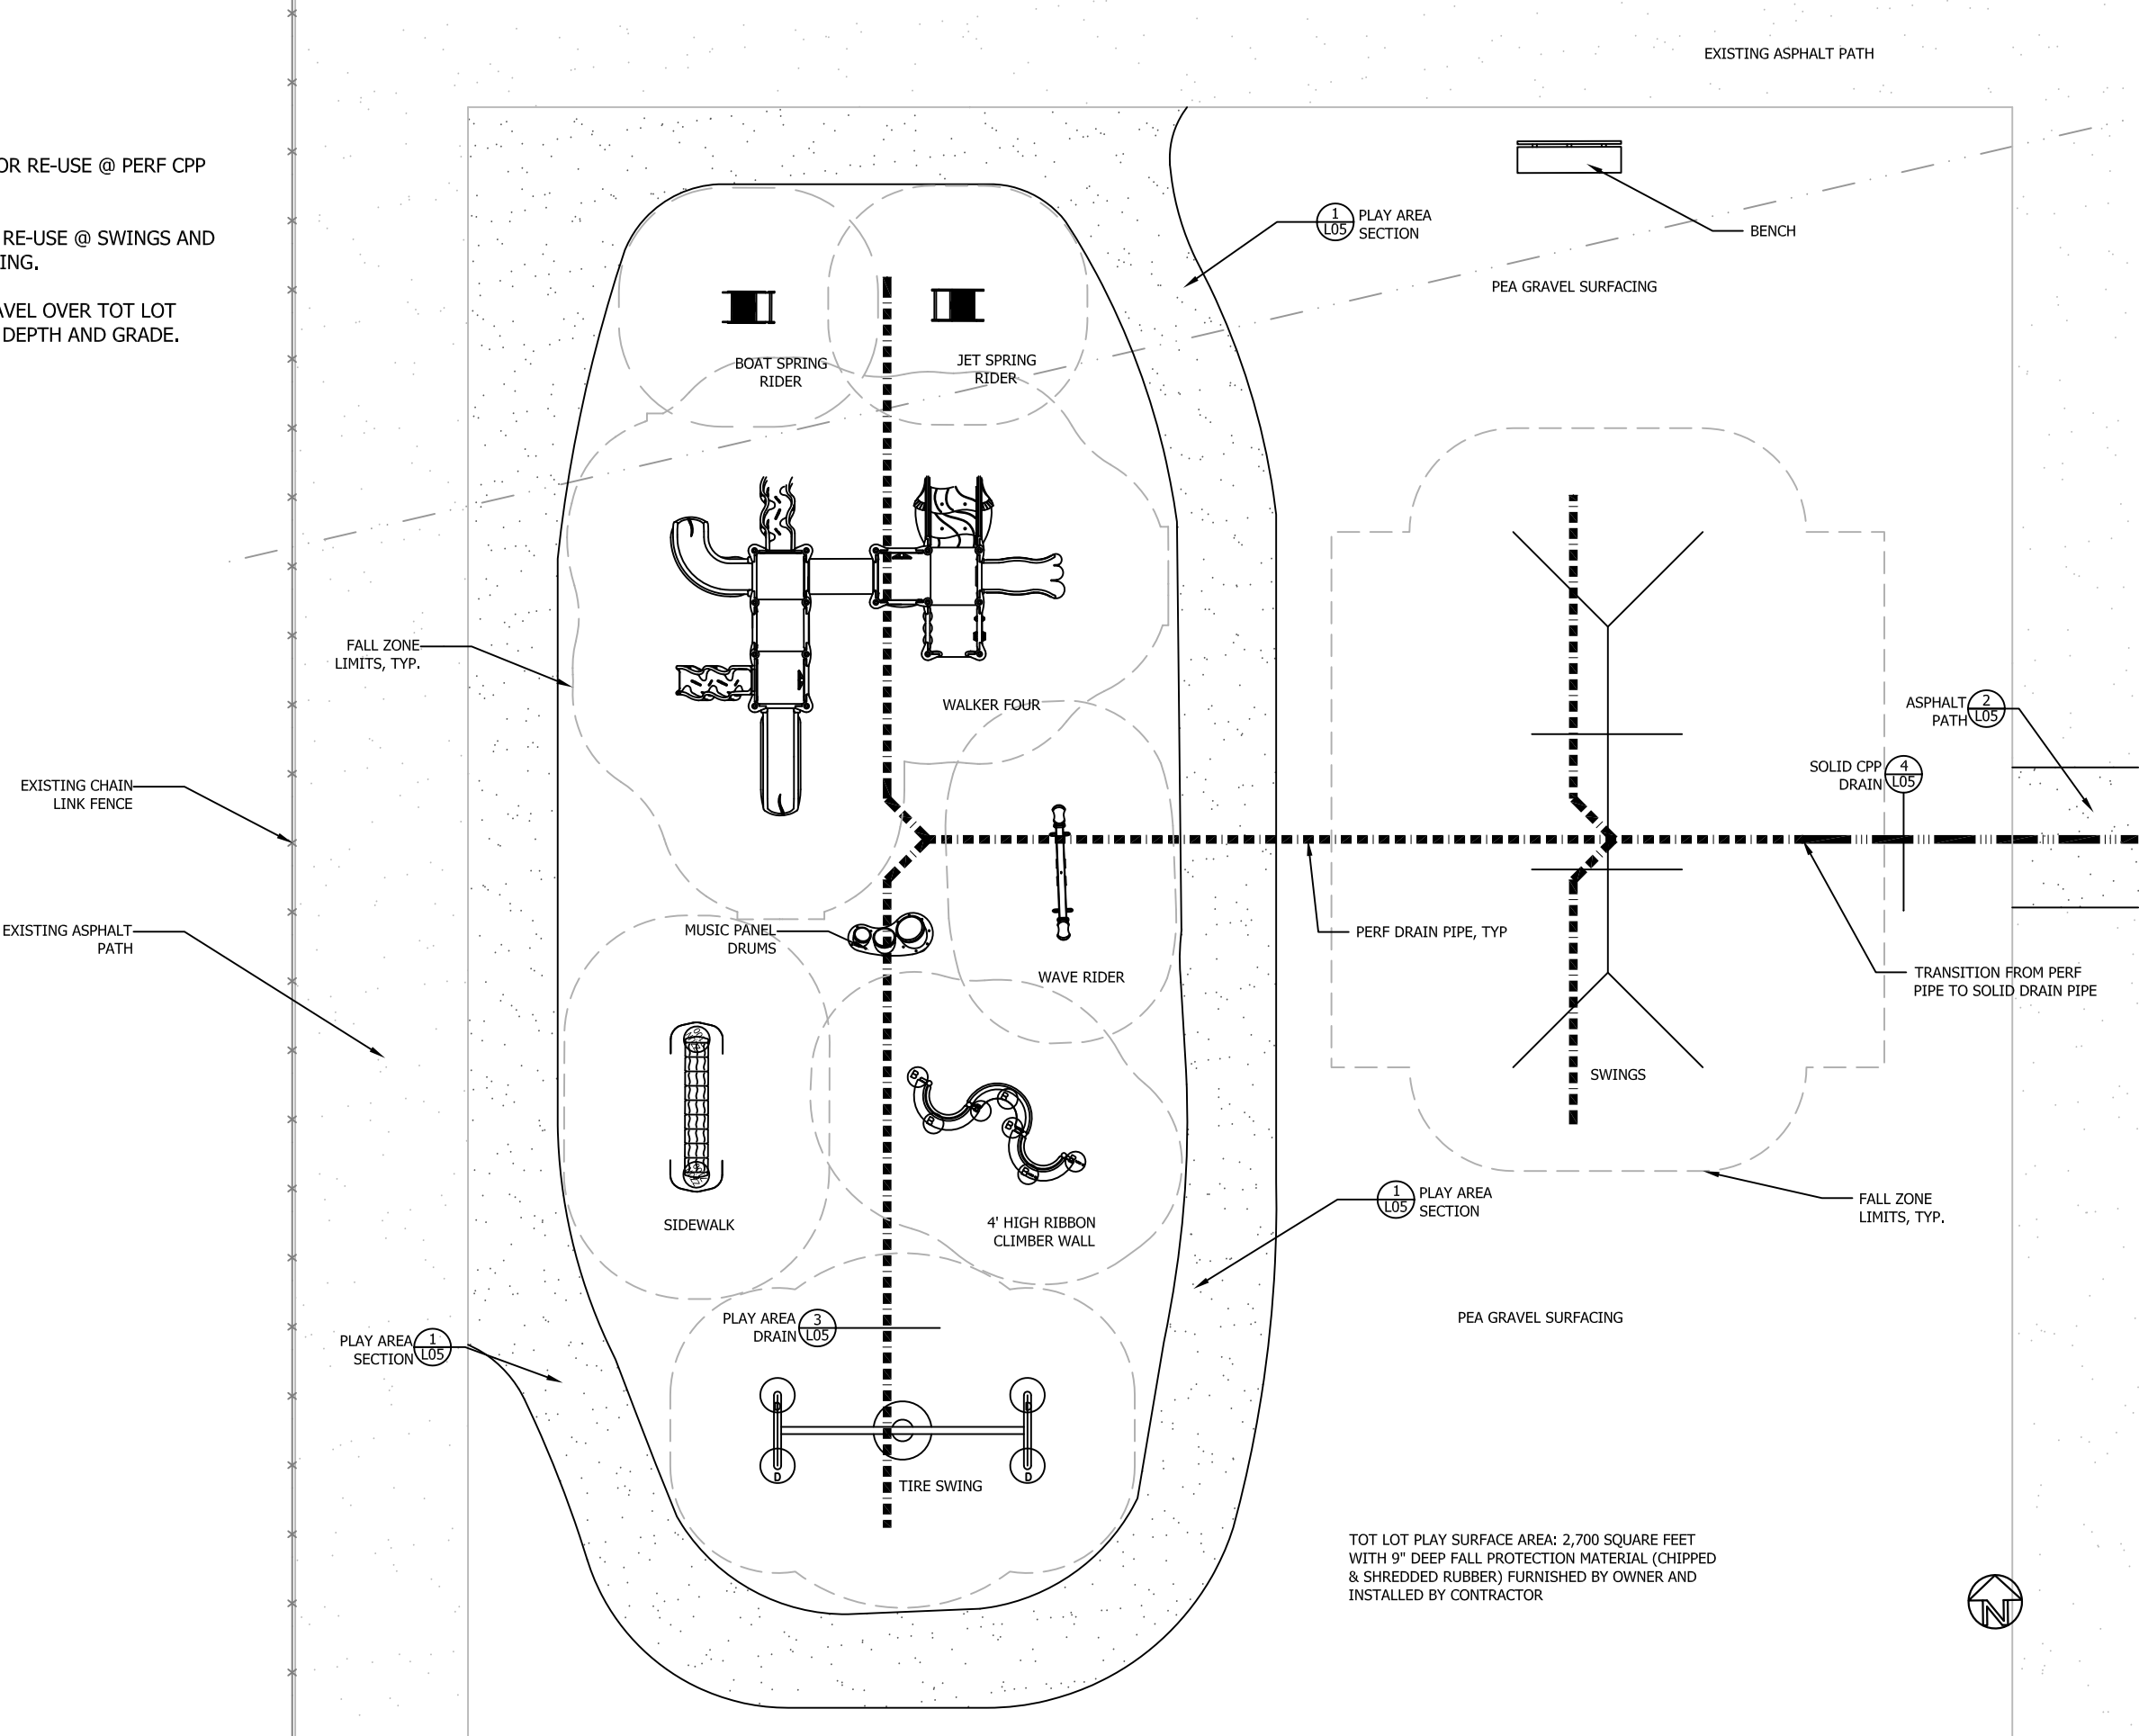 EXISTING ASPHALT PATH
OR RE-USE @ PERF CPP
RE-USE @ SWINGS AND
ING.
AVEL OVER TOT LOT
DEPTH AND GRADE.
1
L05
PLAY AREA
SECTION
BENCH
PEA GRAVEL SURFACING
BOAT SPRING
RIDER
JET SPRING
RIDER
FALL ZONE
LIMITS, TYP.
WALKER FOUR
ASPHALT
PATH
2
L05
SOLID CPP
DRAIN
4
L05
EXISTING CHAIN
LINK FENCE
EXISTING ASPHALT
PATH
MUSIC PANEL
DRUMS
WAVE RIDER
PERF DRAIN PIPE, TYP
TRANSITION FROM PERF
PIPE TO SOLID DRAIN PIPE
SWINGS
B
B
B
B
B
SIDEWALK
4' HIGH RIBBON
CLIMBER WALL
1
L05
PLAY AREA
SECTION
FALL ZONE
LIMITS, TYP.
PLAY AREA
DRAIN
3
L05
PEA GRAVEL SURFACING
PLAY AREA
SECTION
1
L05
D
D
TIRE SWING
TOT LOT PLAY SURFACE AREA: 2,700 SQUARE FEET
WITH 9" DEEP FALL PROTECTION MATERIAL (CHIPPED
& SHREDDED RUBBER) FURNISHED BY OWNER AND
INSTALLED BY CONTRACTOR
N